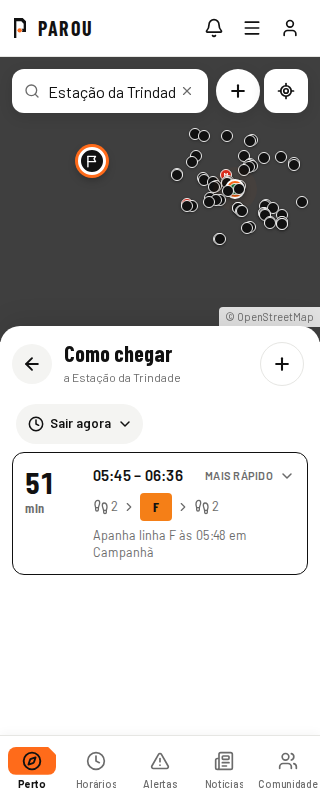 PAROU
Estação da Trindad
© OpenStreetMap
Como chegar
a Estação da Trindade
Sair agora
51
min
05:45 – 06:36
MAIS RÁPIDO
2 F 2
Apanha linha F às 05:48 em
Campanhã
Perto
Horários
Alertas
Notícias
Comunidade